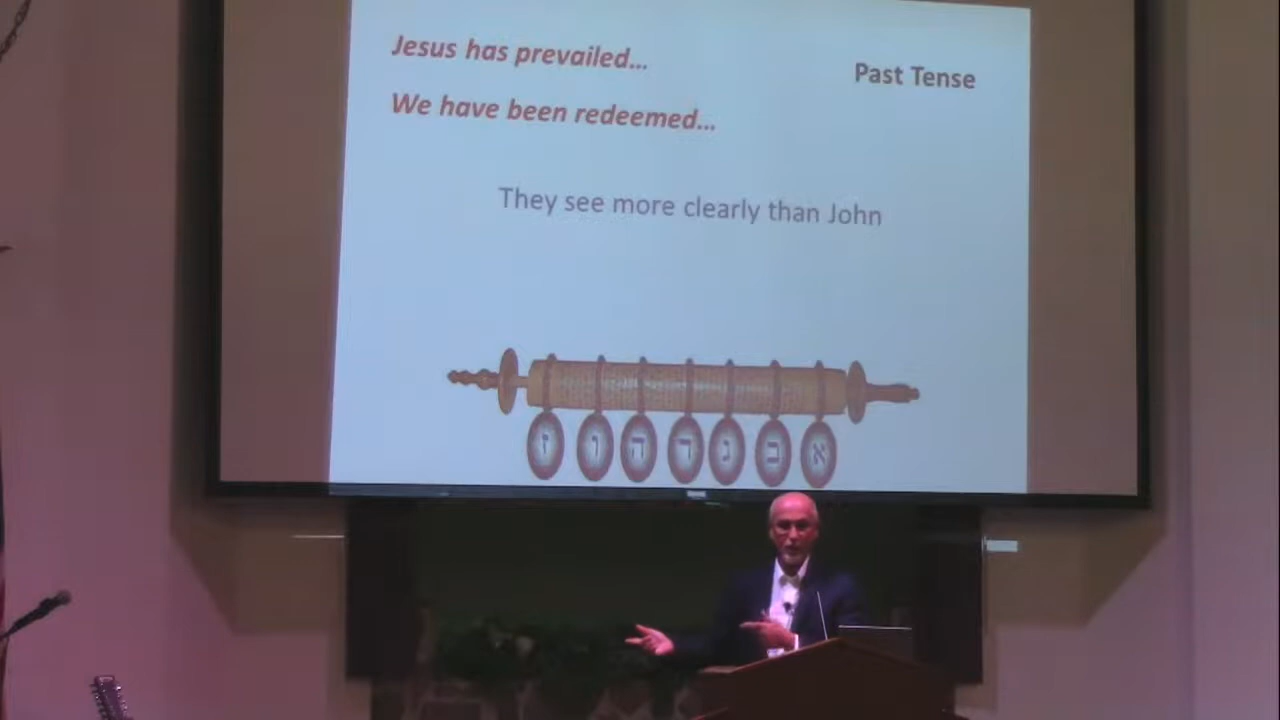 Jesus has prevailed...
Past Tense
We have been redeemed...
They see more clearly than John
ז ו ה ד ג ב א